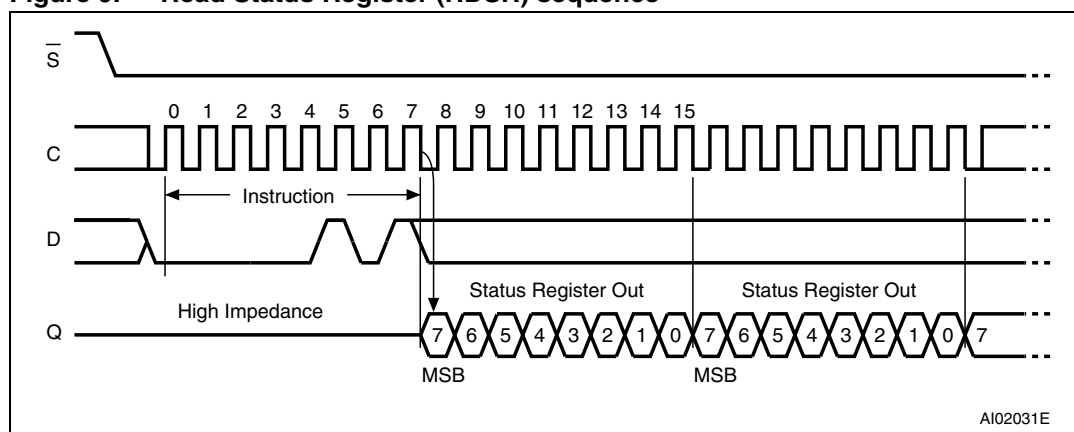 Figure 9. Read Status Register (RDSR) sequence
S
0 1 2 3 4 5 6 7 8 9 10 11 12 13 14 15
C
Instruction
D
Status Register Out Status Register Out
High Impedance
Q 7 6 5 4 3 2 1 0 7 6 5 4 3 2 1 0 7
MSB MSB
AI02031E